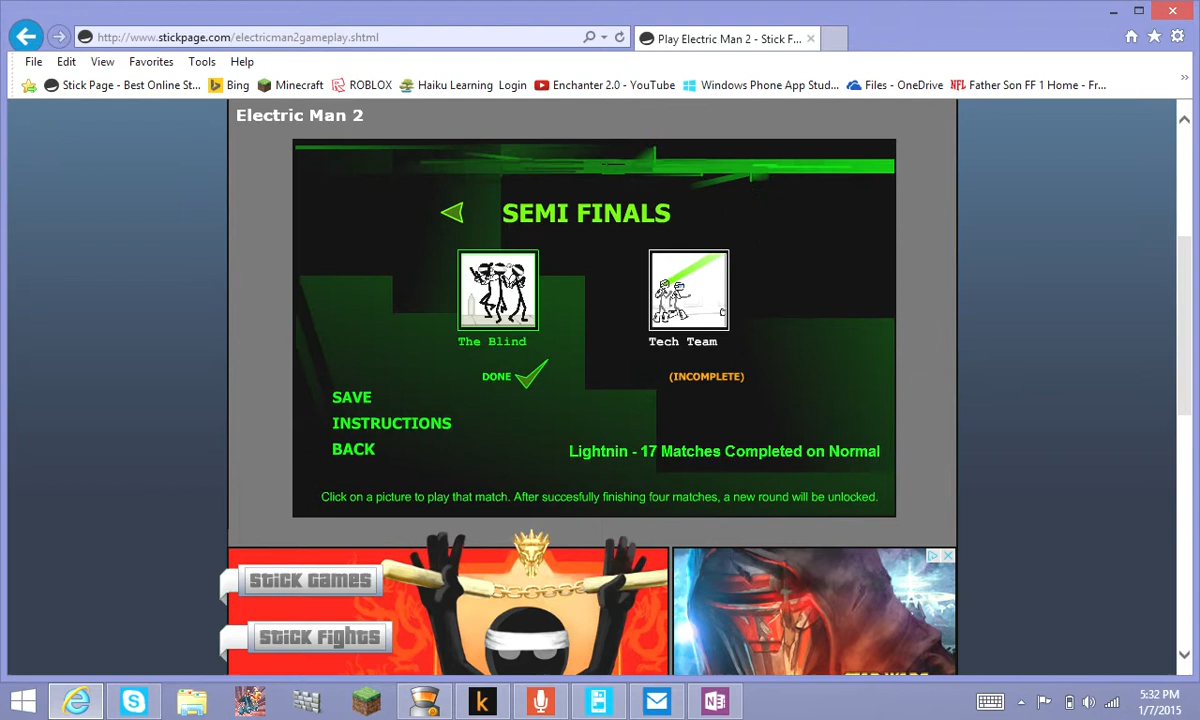 http://www.stickpage.com/electricman2gameplay.shtml
Play Electric Man 2 - Stick F...
File Edit View Favorites Tools Help
Stick Page - Best Online St... Bing Minecraft ROBLOX Haiku Learning Login Enchanter 2.0 - YouTube Windows Phone App Stud... Files - OneDrive NFL Father Son FF 1 Home - Fr...
Electric Man 2
SEMI FINALS
The Blind Tech Team
DONE (INCOMPLETE)
SAVE
INSTRUCTIONS
BACK
Lightnin - 17 Matches Completed on Normal
Click on a picture to play that match. After succesfully finishing four matches, a new round will be unlocked.
Stick Games
Stick Fights
STAR WARS
5:32 PM
1/7/2015